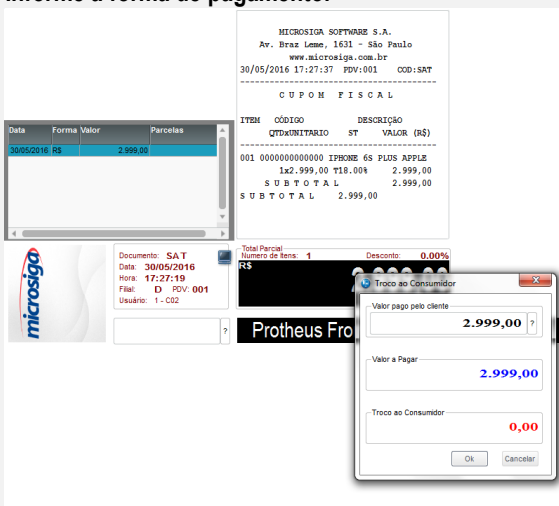 Informe a forma de pagamento:
MICROSIGA SOFTWARE S.A.
Av. Braz Leme, 1631 - São Paulo
www.microsiga.com.br
30/05/2016 17:27:37 PDV:001 COD:SAT
CUPOM FISCAL
ITEM CÓDIGO DESCRIÇÃO
QTDxUNITARIO ST VALOR (R$)
001 0000000000000 IPHONE 6S PLUS APPLE
1x2.999,00 T18.00% 2.999,00
SUBTOTAL 2.999,00
SUBTOTAL 2.999,00
Data Forma Valor Parcelas
30/05/2016 R$ 2.999,00
microsiga
Documento: SAT
Data: 30/05/2016
Hora: 17:27:19
Filial: D PDV: 001
Usuário: 1 - C02
?
Total Parcial
Número de Itens: 1 Desconto: 0.00%
R$
Protheus Fro
Troco ao Consumidor
Valor pago pelo cliente
2.999,00 ?
Valor a Pagar
2.999,00
Troco ao Consumidor
0,00
Ok Cancelar